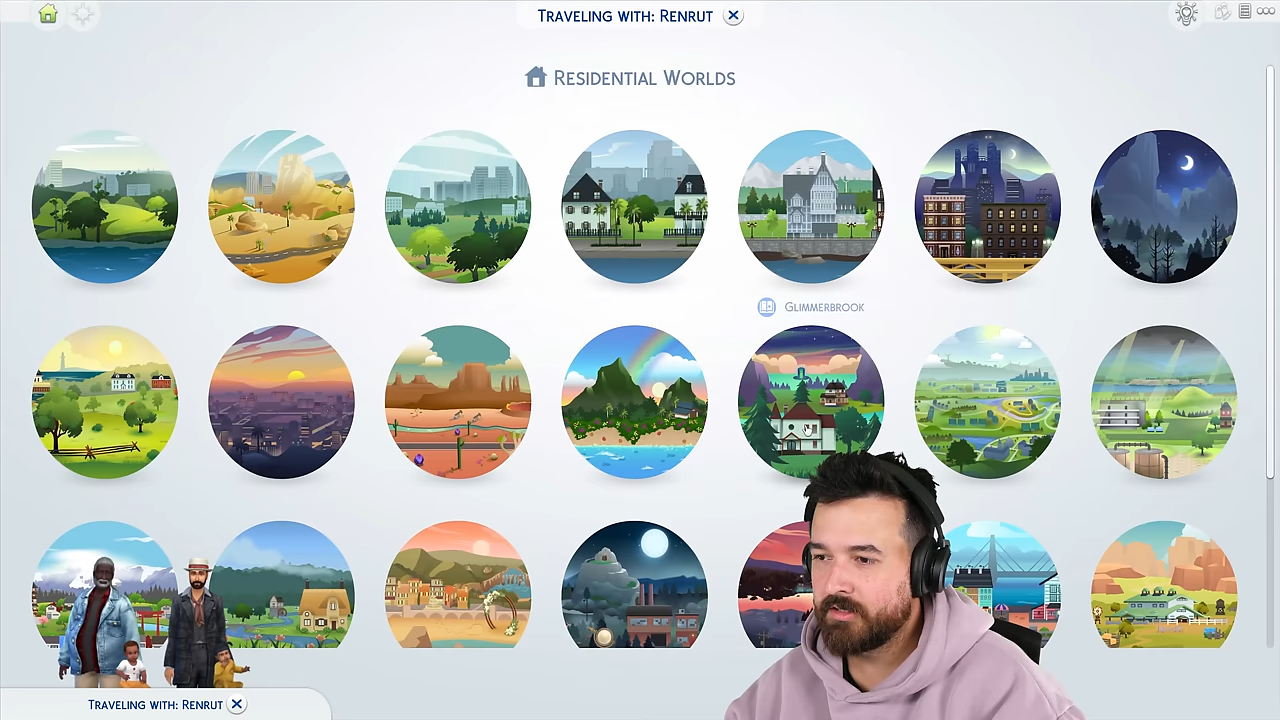 TRAVELING WITH: RENRUT
RESIDENTIAL WORLDS
GLIMMERBROOK
TRAVELING WITH: RENRUT